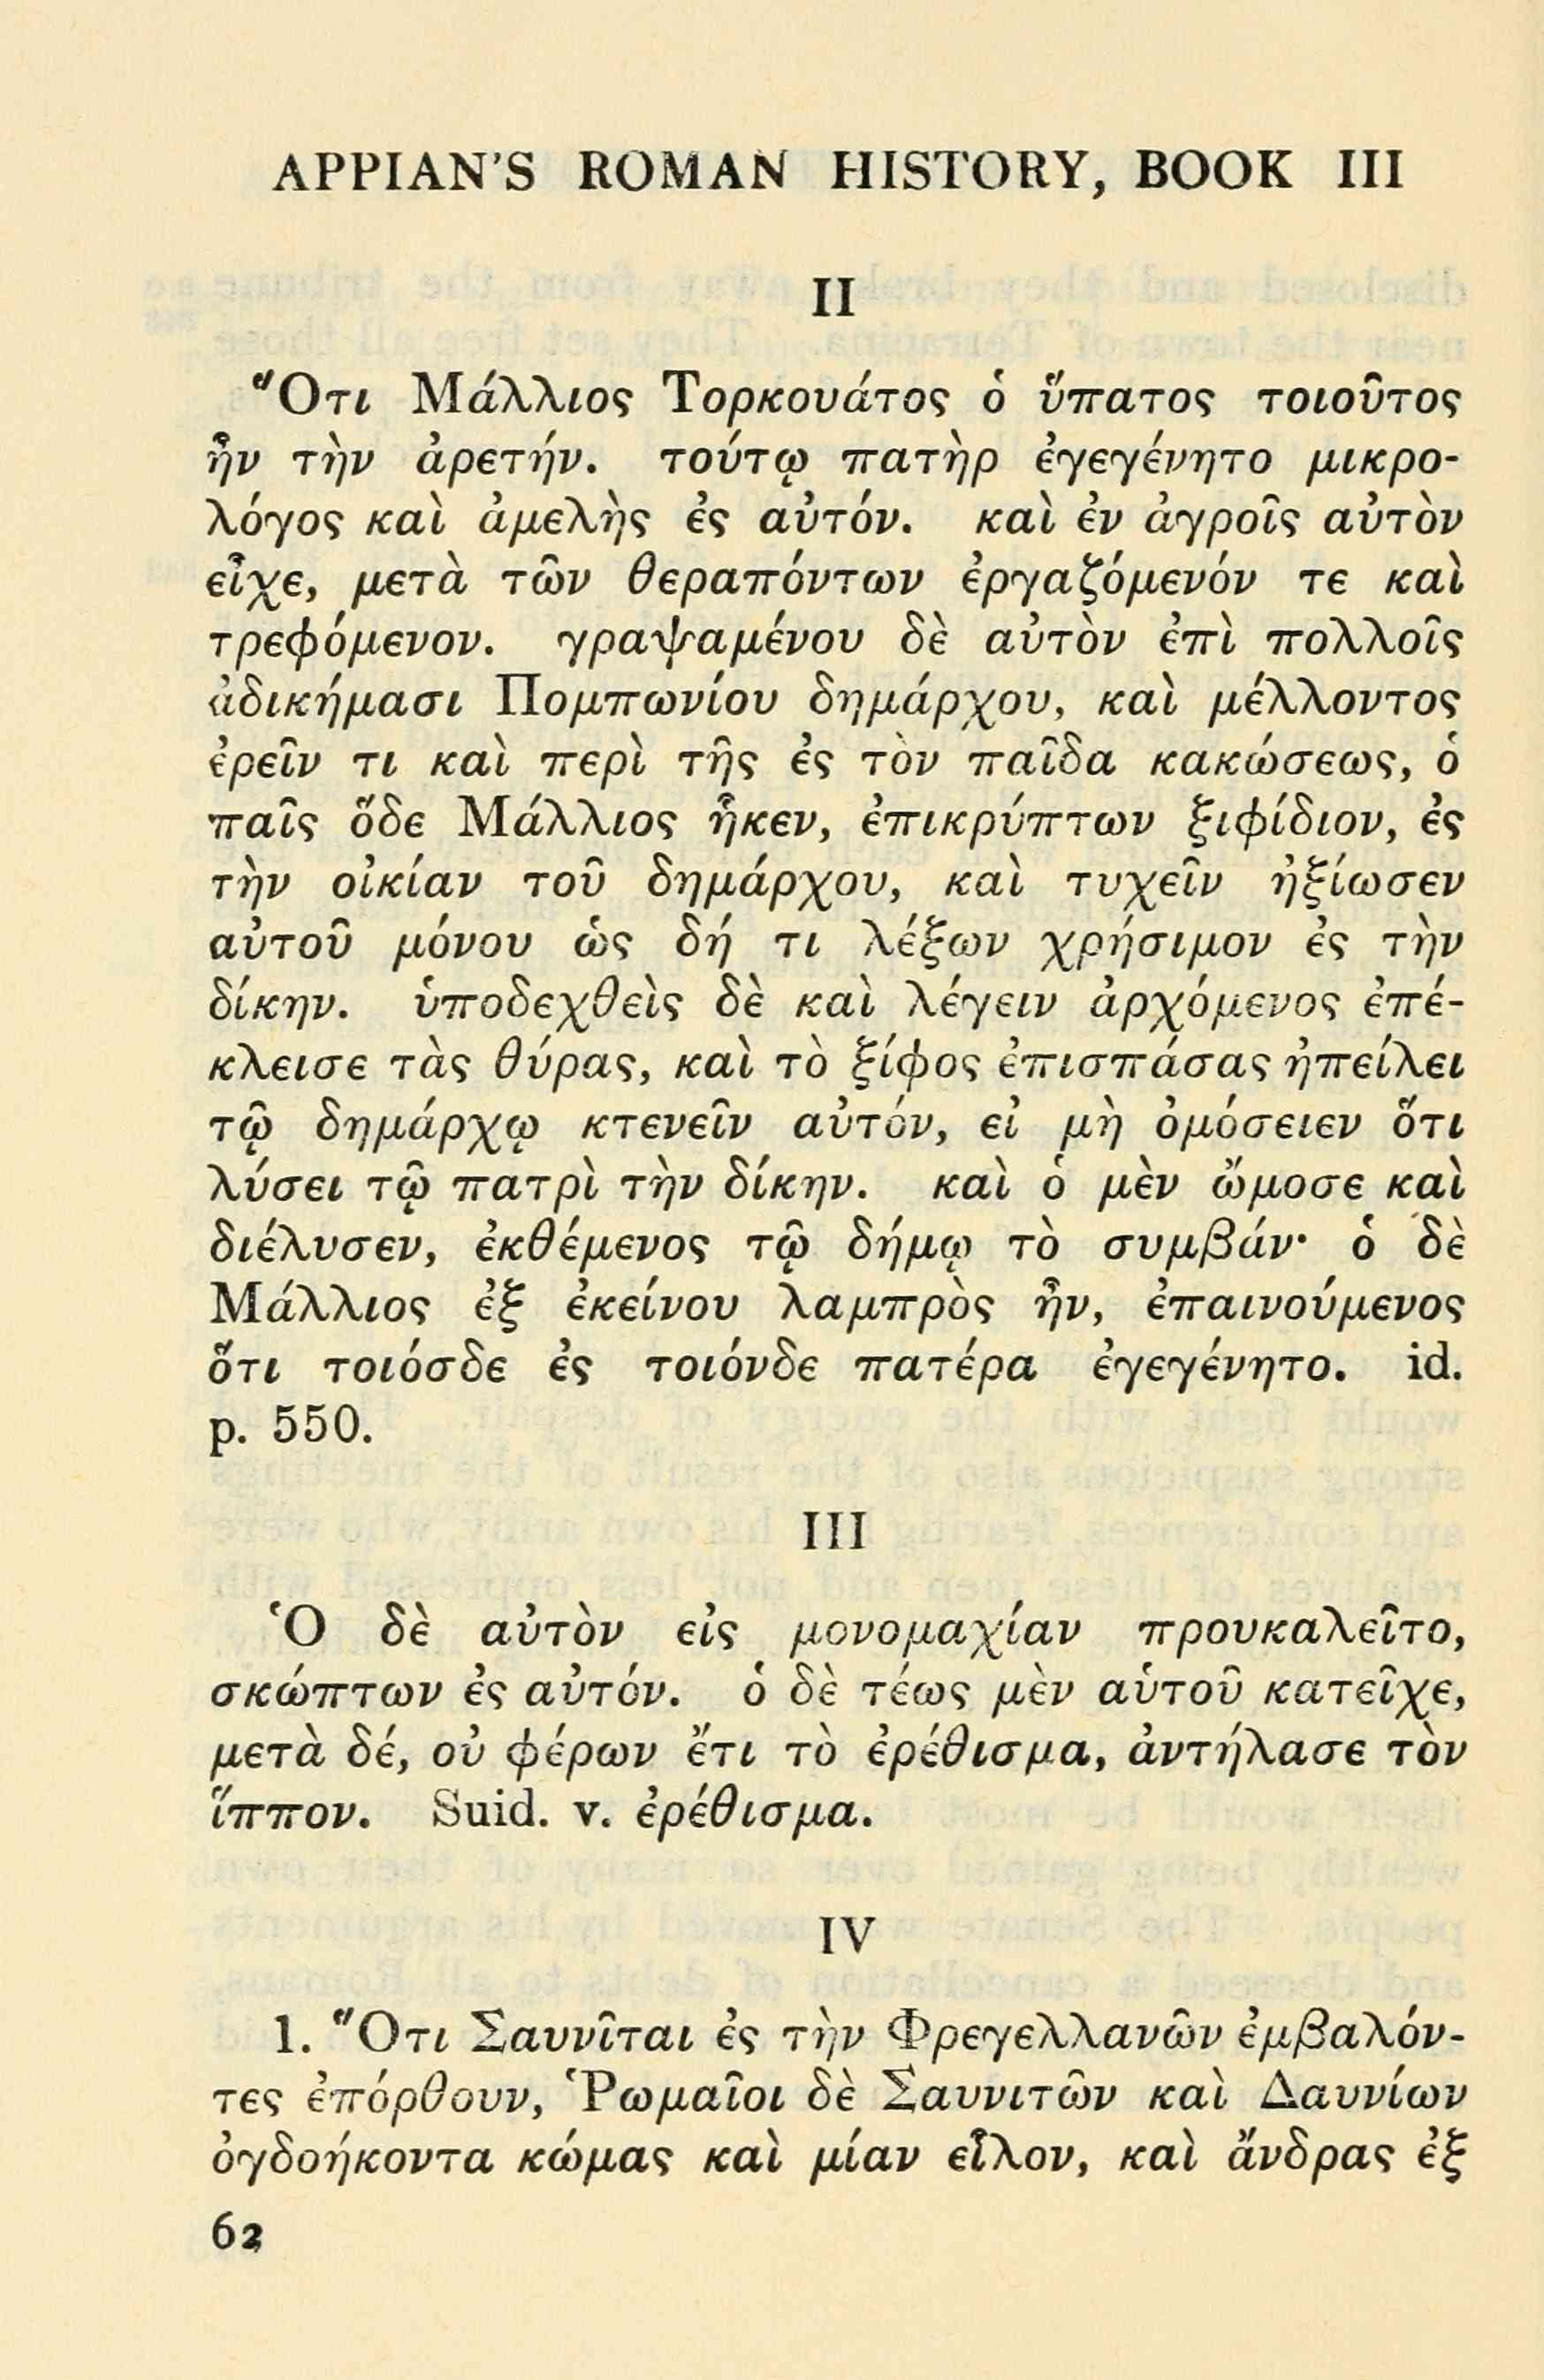 APPIAN'S ROMAN HISTORY, BOOK III
II
Ὅτι Μάλλιος Τορκουάτος ὁ ὕπατος τοιοῦτος
ἦν τὴν ἀρετήν. τούτῳ πατὴρ ἐγεγένητο μικρο-
λόγος καὶ ἀμελὴς ἐς αὐτόν. καὶ ἐν ἀγροῖς αὐτὸν
εἶχε, μετὰ τῶν θεραπόντων ἐργαζόμενόν τε καὶ
τρεφόμενον. γραψαμένου δὲ αὐτὸν ἐπὶ πολλοῖς
ἀδικήμασι Πομπωνίου δημάρχου, καὶ μέλλοντος
ἐρεῖν τι καὶ περὶ τῆς ἐς τὸν παῖδα κακώσεως, ὁ
παῖς ὅδε Μάλλιος ἧκεν, ἐπικρύπτων ξιφίδιον, ἐς
τὴν οἰκίαν τοῦ δημάρχου, καὶ τυχεῖν ἠξίωσεν
αὐτοῦ μόνου ὡς δή τι λέξων χρήσιμον ἐς τὴν
δίκην. ὑποδεχθεὶς δὲ καὶ λέγειν ἀρχόμενος ἐπέ-
κλεισε τὰς θύρας, καὶ τὸ ξίφος ἐπισπάσας ἠπείλει
τῷ δημάρχῳ κτενεῖν αὐτόν, εἰ μὴ ὀμόσειεν ὅτι
λύσει τῷ πατρὶ τὴν δίκην. καὶ ὁ μὲν ὤμοσε καὶ
διέλυσεν, ἐκθέμενος τῷ δήμῳ τὸ συμβάν· ὁ δὲ
Μάλλιος ἐξ ἐκείνου λαμπρὸς ἦν, ἐπαινούμενος
ὅτι τοιόσδε ἐς τοιόνδε πατέρα ἐγεγένητο. id.
p. 550.
III
Ὁ δὲ αὐτὸν εἰς μονομαχίαν προυκαλεῖτο,
σκώπτων ἐς αὐτόν. ὁ δὲ τέως μὲν αὑτοῦ κατεῖχε,
μετὰ δέ, οὐ φέρων ἔτι τὸ ἐρέθισμα, ἀντήλασε τὸν
ἵππον. Suid. v. ἐρέθισμα.
IV
1. Ὅτι Σαυνῖται ἐς τὴν Φρεγελλανῶν ἐμβαλόν-
τες ἐπόρθουν, Ῥωμαῖοι δὲ Σαυνιτῶν καὶ Δαυνίων
ὀγδοήκοντα κώμας καὶ μίαν εἷλον, καὶ ἄνδρας ἐξ
62